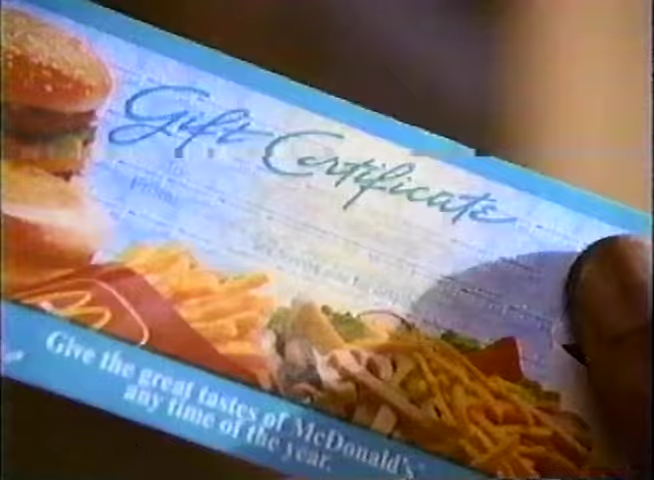 Gift Certificate
Give the great tastes of McDonald's
any time of the year.